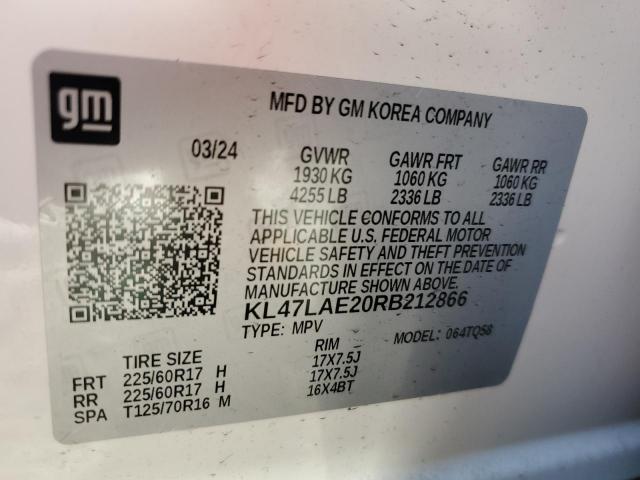 gm
MFD BY GM KOREA COMPANY
03/24 GVWR GAWR FRT GAWR RR
1930 KG 1060 KG 1060 KG
4255 LB 2336 LB 2336 LB
THIS VEHICLE CONFORMS TO ALL
APPLICABLE U.S. FEDERAL MOTOR
VEHICLE SAFETY AND THEFT PREVENTION
STANDARDS IN EFFECT ON THE DATE OF
MANUFACTURE SHOWN ABOVE.
KL47LAE20RB212866
TYPE: MPV MODEL: 064TQ58
TIRE SIZE RIM
FRT 225/60R17 H 17X7.5J
RR 225/60R17 H 17X7.5J
SPA T125/70R16 M 16X4BT